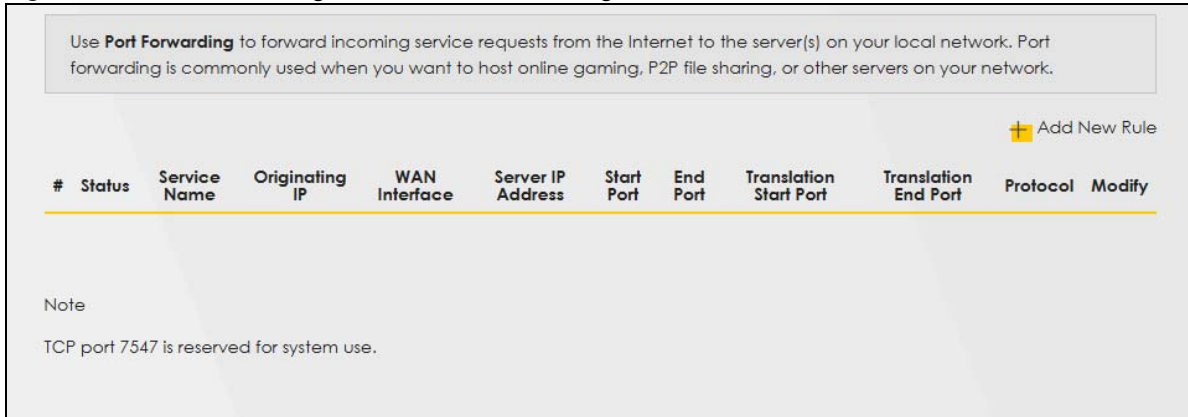 Use Port Forwarding to forward incoming service requests from the Internet to the server(s) on your local network. Port
forwarding is commonly used when you want to host online gaming, P2P file sharing, or other servers on your network.
+ Add New Rule
# Status Service Name Originating IP WAN Interface Server IP Address Start Port End Port Translation Start Port Translation End Port Protocol Modify
Note
TCP port 7547 is reserved for system use.